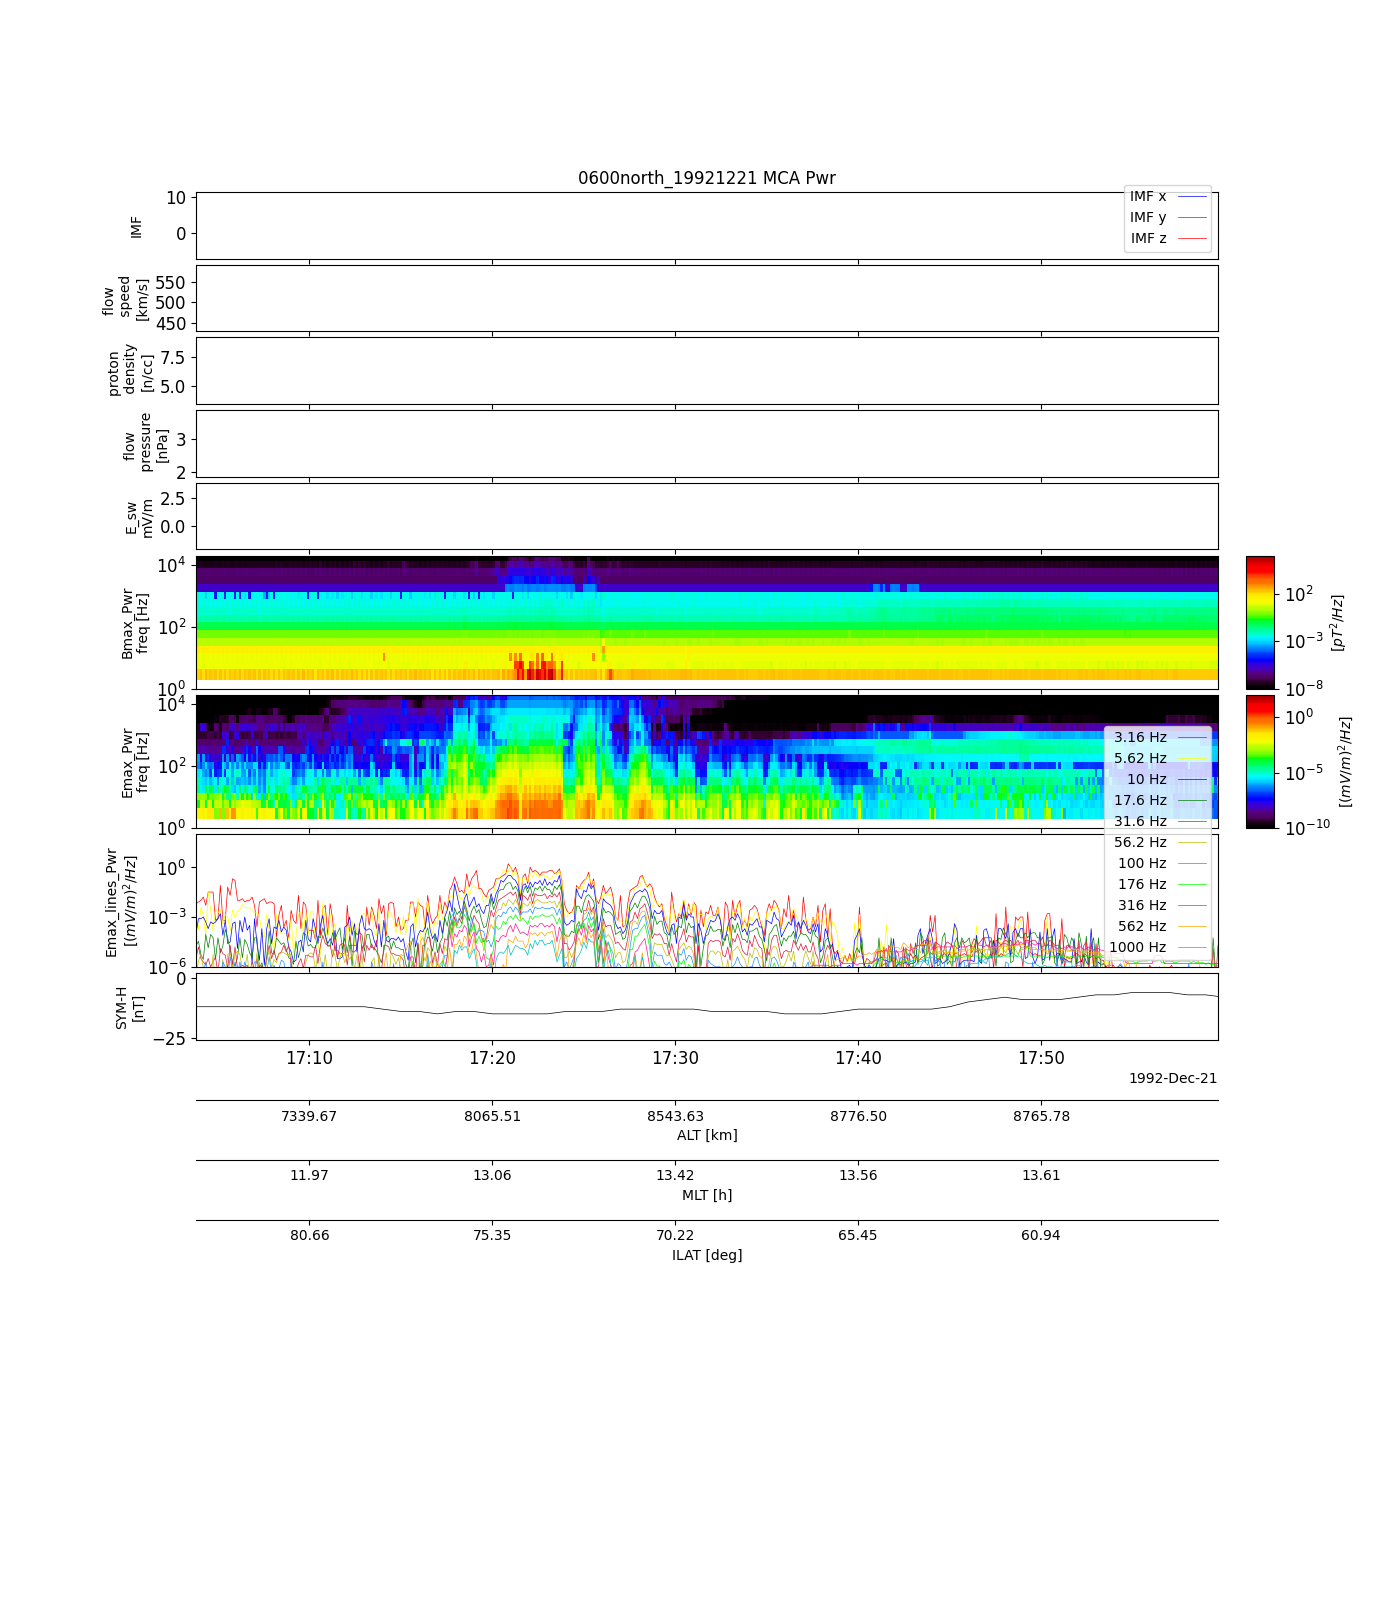 0600north_19921221 MCA Pwr
10
0
IMF
IMF x
IMF y
IMF z
550
500
450
flow
speed
[km/s]
7.5
5.0
proton
density
[n/cc]
3
2
flow
pressure
[nPa]
2.5
0.0
E_sw
mV/m
10^4
10^2
10^0
Bmax_Pwr
freq [Hz]
10^2
10^-3
10^-8
[pT^2/Hz]
10^4
10^2
10^0
Emax_Pwr
freq [Hz]
10^0
10^-5
10^-10
[(mV/m)^2/Hz]
3.16 Hz
5.62 Hz
10 Hz
17.6 Hz
31.6 Hz
56.2 Hz
100 Hz
176 Hz
316 Hz
562 Hz
1000 Hz
10^0
10^-3
10^-6
Emax_lines_Pwr
[(mV/m)^2/Hz]
0
−25
SYM-H
[nT]
17:10 17:20 17:30 17:40 17:50
1992-Dec-21
7339.67 8065.51 8543.63 8776.50 8765.78
ALT [km]
11.97 13.06 13.42 13.56 13.61
MLT [h]
80.66 75.35 70.22 65.45 60.94
ILAT [deg]